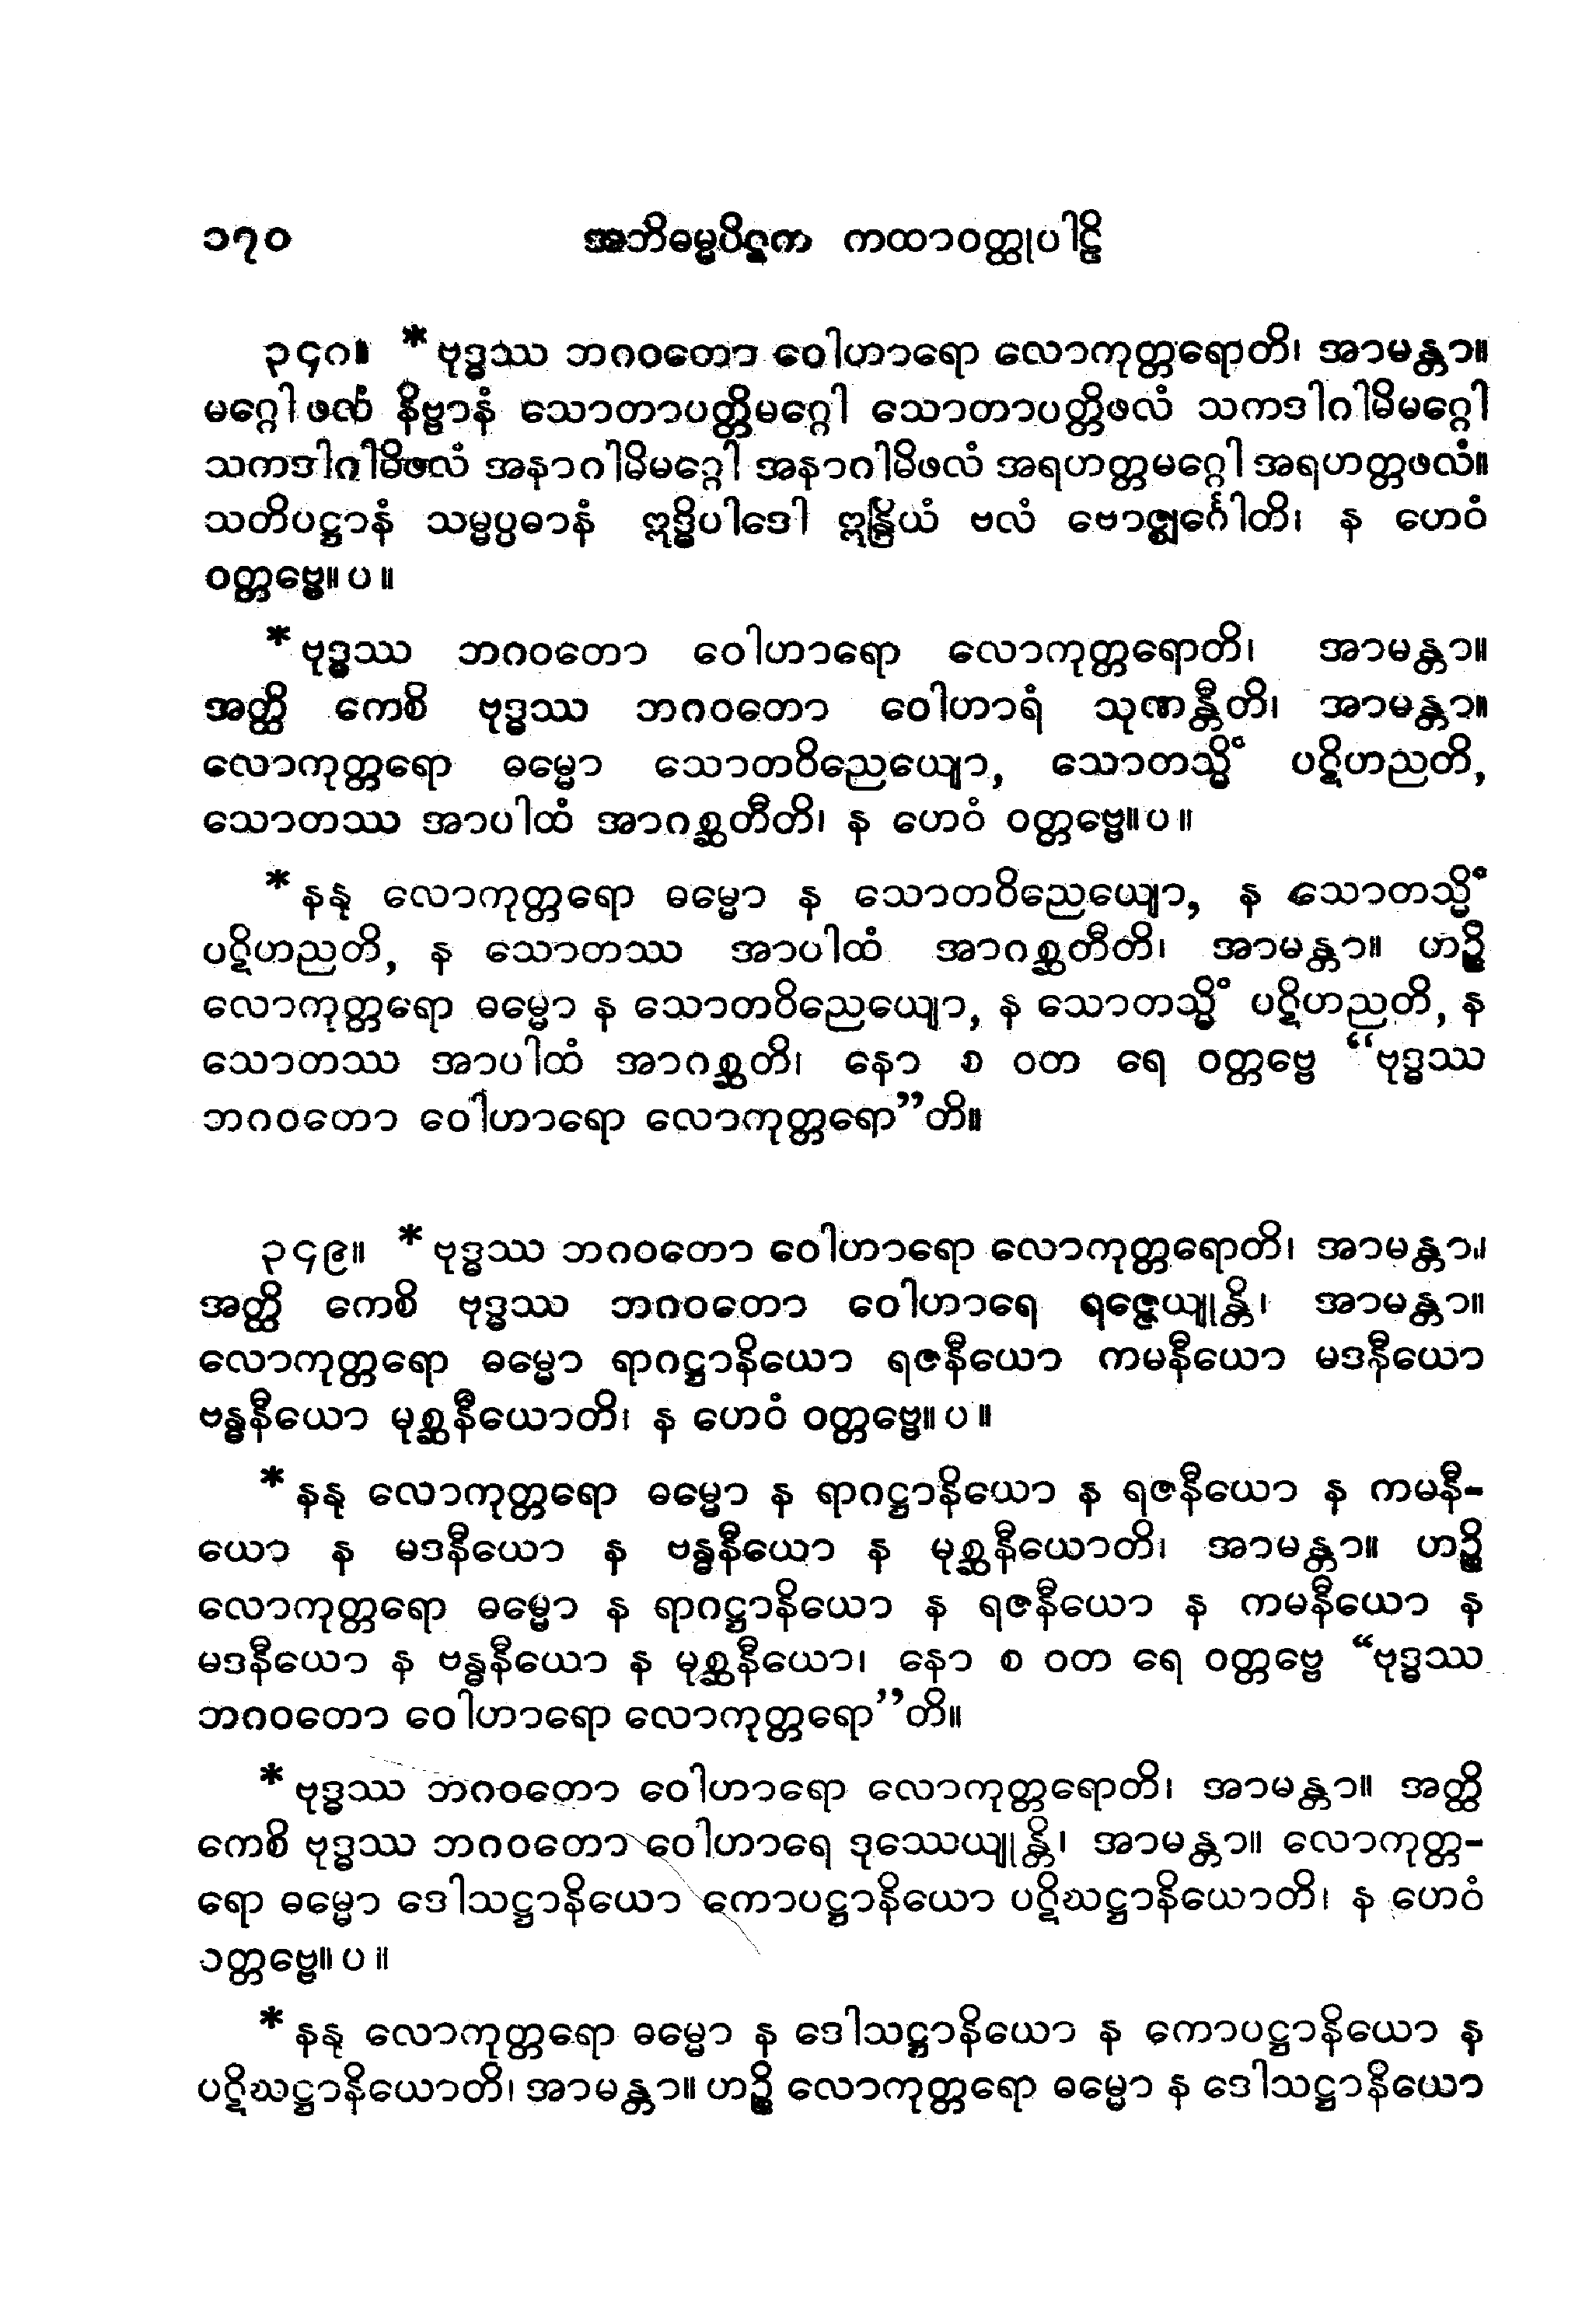 ၁၇၀ အဘိဓမ္မပိဋက ကထာဝတ္ထုပါဠိ
၃၄၈။ *ဗုဒ္ဓဿ ဘဂဝတော ဝေါဟာရော လောကုတ္တရောတိ၊ အာမန္တာ။
မဂ္ဂေါ ဖလံ နိဗ္ဗာနံ သောတာပတ္တိမဂ္ဂေါ သောတာပတ္တိဖလံ သကဒါဂါမိမဂ္ဂေါ
သကဒါဂါမိဖလံ အနာဂါမိမဂ္ဂေါ အနာဂါမိဖလံ အရဟတ္တမဂ္ဂေါ အရဟတ္တဖလံ။
သတိပဋ္ဌာနံ သမ္မပ္ပဓာနံ ဣဒ္ဓိပါဒေါ ဣန္ဒြိယံ ဗလံ ဗောဇ္ဈင်္ဂေါတိ၊ န ဟေဝံ
ဝတ္တဗ္ဗေ။ ပ ။
*ဗုဒ္ဓဿ ဘဂဝတော ဝေါဟာရော လောကုတ္တရောတိ၊ အာမန္တာ။
အတ္ထိ ကေစိ ဗုဒ္ဓဿ ဘဂဝတော ဝေါဟာရံ သုဏန္တီတိ၊ အာမန္တာ။
လောကုတ္တရော ဓမ္မော သောတဝိညေယျော, သောတသ္မိံ ပဋိဟညတိ,
သောတဿ အာပါထံ အာဂစ္ဆတီတိ၊ န ဟေဝံ ဝတ္တဗ္ဗေ။ ပ ။
*နနု လောကုတ္တရော ဓမ္မော န သောတဝိညေယျော, န သောတသ္မိံ
ပဋိဟညတိ, န သောတဿ အာပါထံ အာဂစ္ဆတီတိ၊ အာမန္တာ။ ဟဉ္စိ
လောကုတ္တရော ဓမ္မော န သောတဝိညေယျော, န သောတသ္မိံ ပဋိဟညတိ, န
သောတဿ အာပါထံ အာဂစ္ဆတိ၊ နော စ ဝတ ရေ ဝတ္တဗ္ဗေ “ဗုဒ္ဓဿ
ဘဂဝတော ဝေါဟာရော လောကုတ္တရော”တိ။
၃၄၉။ *ဗုဒ္ဓဿ ဘဂဝတော ဝေါဟာရော လောကုတ္တရောတိ၊ အာမန္တာ။
အတ္ထိ ကေစိ ဗုဒ္ဓဿ ဘဂဝတော ဝေါဟာရေ ရဇ္ဇေယျုန္တိ၊ အာမန္တာ။
လောကုတ္တရော ဓမ္မော ရာဂဋ္ဌာနိယော ရဇနီယော ကမနီယော မဒနီယော
ဗန္ဓနီယော မုစ္ဆနီယောတိ၊ န ဟေဝံ ဝတ္တဗ္ဗေ။ ပ ။
*နနု လောကုတ္တရော ဓမ္မော န ရာဂဋ္ဌာနိယော န ရဇနီယော န ကမနီ-
ယော န မဒနီယော န ဗန္ဓနီယော န မုစ္ဆနီယောတိ၊ အာမန္တာ။ ဟဉ္စိ
လောကုတ္တရော ဓမ္မော န ရာဂဋ္ဌာနိယော န ရဇနီယော န ကမနီယော န
မဒနီယော န ဗန္ဓနီယော န မုစ္ဆနီယော၊ နော စ ဝတ ရေ ဝတ္တဗ္ဗေ “ဗုဒ္ဓဿ
ဘဂဝတော ဝေါဟာရော လောကုတ္တရော”တိ။
*ဗုဒ္ဓဿ ဘဂဝတော ဝေါဟာရော လောကုတ္တရောတိ၊ အာမန္တာ။ အတ္ထိ
ကေစိ ဗုဒ္ဓဿ ဘဂဝတော ဝေါဟာရေ ဒုဿေယျုန္တိ၊ အာမန္တာ။ လောကုတ္တ-
ရော ဓမ္မော ဒေါသဋ္ဌာနိယော ကောပဋ္ဌာနိယော ပဋိဃဋ္ဌာနိယောတိ၊ န ဟေဝံ
ဝတ္တဗ္ဗေ။ ပ ။
*နနု လောကုတ္တရော ဓမ္မော န ဒေါသဋ္ဌာနိယော န ကောပဋ္ဌာနိယော န
ပဋိဃဋ္ဌာနိယောတိ၊ အာမန္တာ။ ဟဉ္စိ လောကုတ္တရော ဓမ္မော န ဒေါသဋ္ဌာနိယော